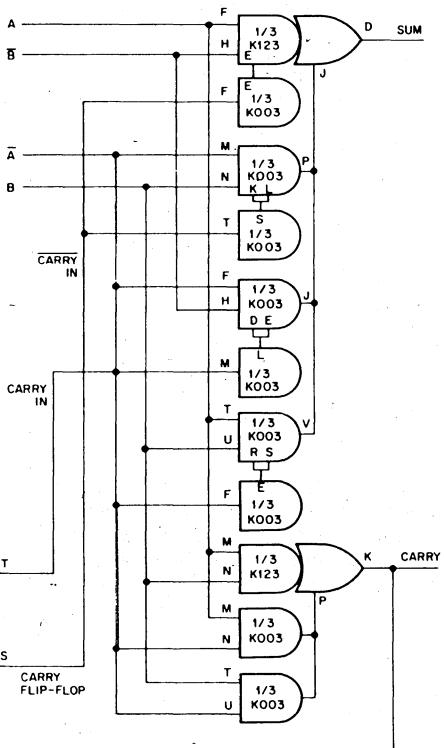 A
B
A
B
CARRY
IN
CARRY
IN
T
S
CARRY
FLIP-FLOP
F
H
1/3
K123
E
D
SUM
J
F
E
1/3
K003
M
N
1/3
K003
K L
P
T
S
1/3
K003
F
H
1/3
K003
D E
J
M
L
1/3
K003
T
U
1/3
K003
R S
V
F
E
1/3
K003
M
N
1/3
K123
K
CARRY
P
M
N
1/3
K003
T
U
1/3
K003